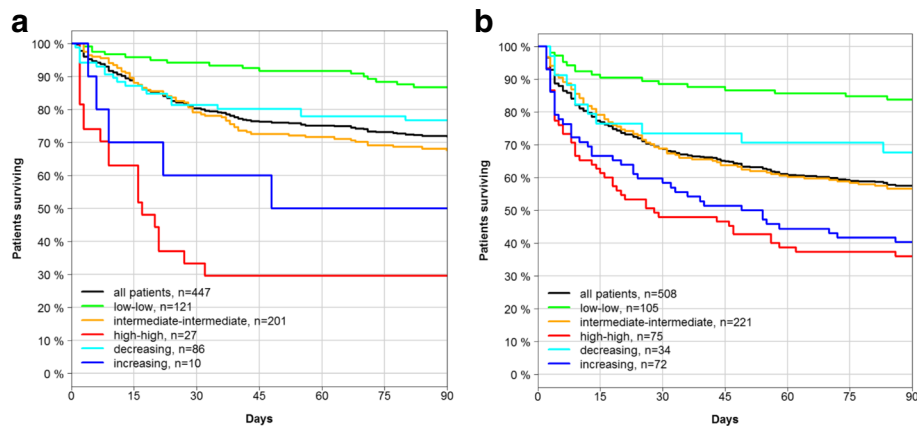 a
100 %
90 %
80 %
70 %
60 %
50 %
40 %
30 %
20 %
10 %
0 %
Patients surviving
all patients, n=447
low-low, n=121
intermediate-intermediate, n=201
high-high, n=27
decreasing, n=86
increasing, n=10
0 15 30 45 60 75 90
Days
b
100 %
90 %
80 %
70 %
60 %
50 %
40 %
30 %
20 %
10 %
0 %
Patients surviving
all patients, n=508
low-low, n=105
intermediate-intermediate, n=221
high-high, n=75
decreasing, n=34
increasing, n=72
0 15 30 45 60 75 90
Days